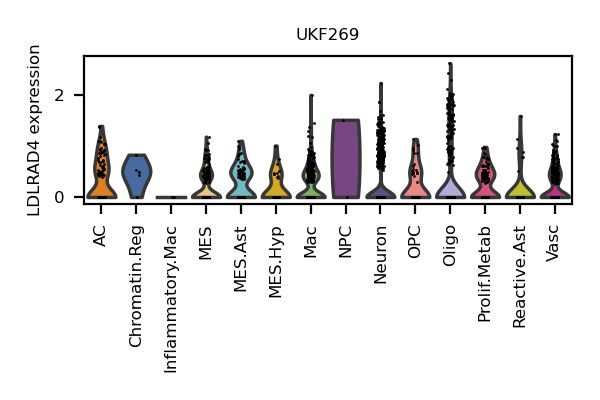 UKF269
LDLRAD4 expression
2
0
AC
Chromatin.Reg
Inflammatory.Mac
MES
MES.Ast
MES.Hyp
Mac
NPC
Neuron
OPC
Oligo
Prolif.Metab
Reactive.Ast
Vasc